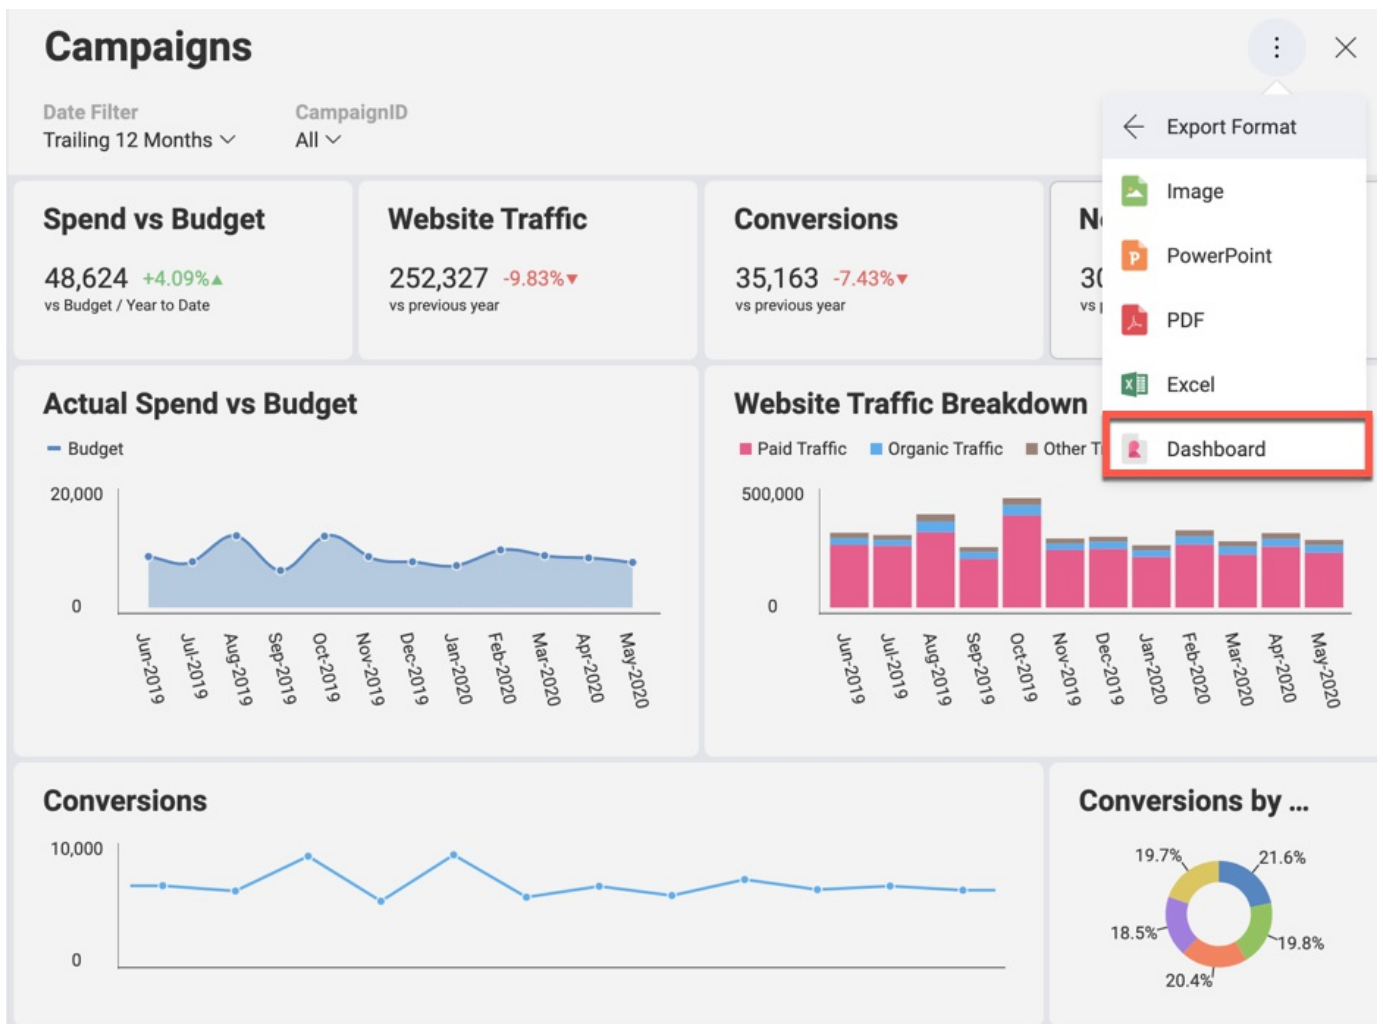 Campaigns
Date Filter
Trailing 12 Months
CampaignID
All
Export Format
Image
PowerPoint
PDF
Excel
Dashboard
Spend vs Budget
48,624 +4.09%▲
vs Budget / Year to Date
Website Traffic
252,327 -9.83%▼
vs previous year
Conversions
35,163 -7.43%▼
vs previous year
30
vs
Actual Spend vs Budget
Budget
20,000
0
Jun-2019
Jul-2019
Aug-2019
Sep-2019
Oct-2019
Nov-2019
Dec-2019
Jan-2020
Feb-2020
Mar-2020
Apr-2020
May-2020
Website Traffic Breakdown
Paid Traffic
Organic Traffic
Other
500,000
0
Jun-2019
Jul-2019
Aug-2019
Sep-2019
Oct-2019
Nov-2019
Dec-2019
Jan-2020
Feb-2020
Mar-2020
Apr-2020
May-2020
Conversions
10,000
0
Conversions by ...
19.7%
21.6%
18.5%
19.8%
20.4%